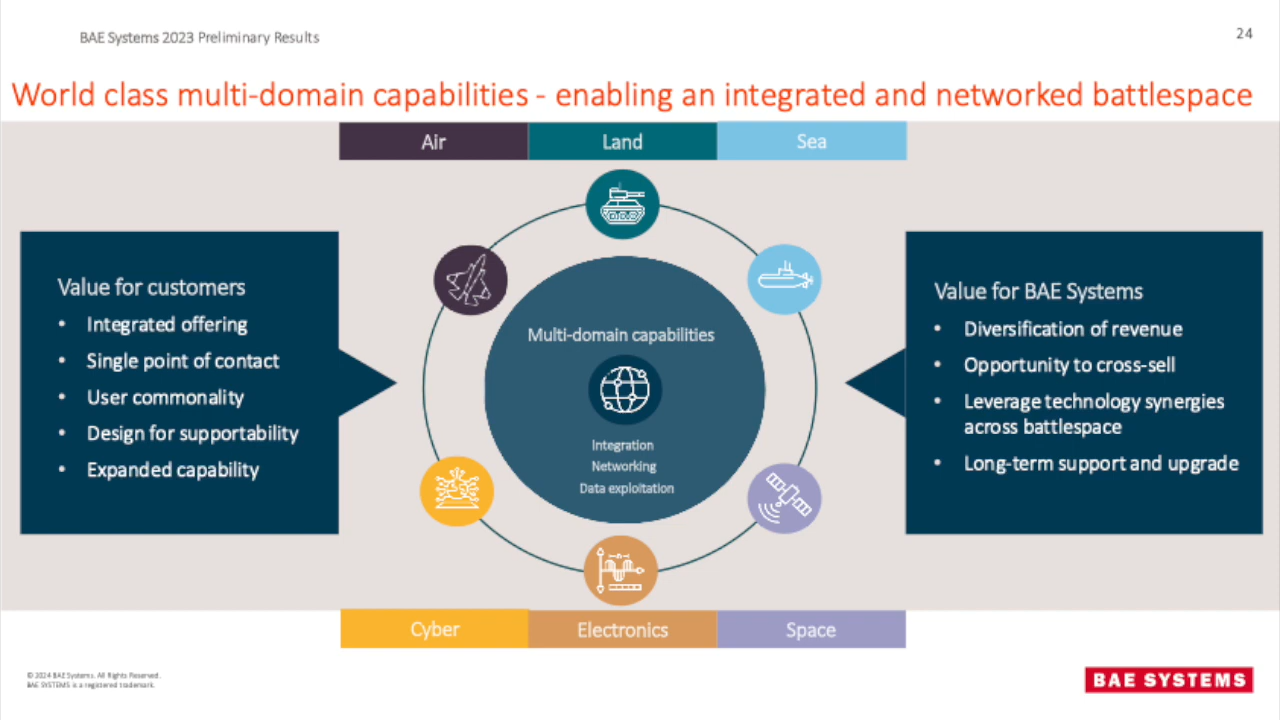 BAE Systems 2023 Preliminary Results
24
World class multi-domain capabilities - enabling an integrated and networked battlespace
Air
Land
Sea
Value for customers
• Integrated offering
• Single point of contact
• User commonality
• Design for supportability
• Expanded capability
Multi-domain capabilities
Integration
Networking
Data exploitation
Value for BAE Systems
• Diversification of revenue
• Opportunity to cross-sell
• Leverage technology synergies
across battlespace
• Long-term support and upgrade
Cyber
Electronics
Space
© 2024 BAE Systems. All Rights Reserved.
BAE SYSTEMS is a registered trademark.
BAE SYSTEMS